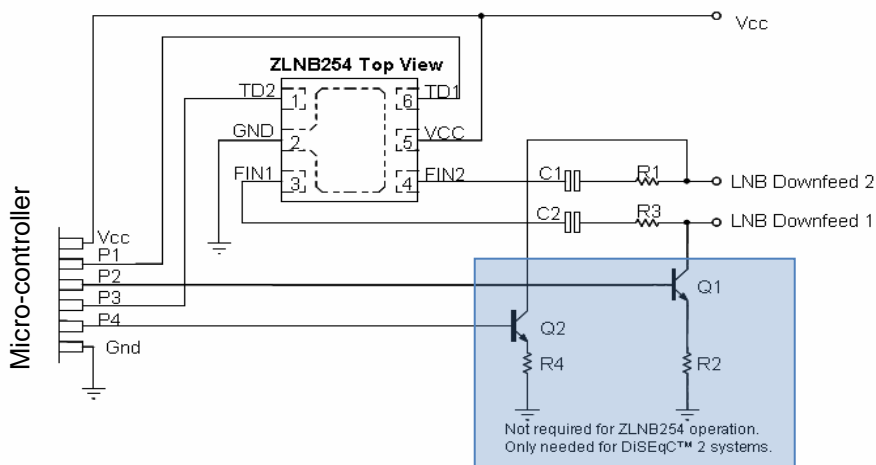 Vcc
ZLNB254 Top View
TD2 1 6 TD1
GND 2 5 VCC
FIN1 3 4 FIN2
C1 R1 LNB Downfeed 2
C2 R3 LNB Downfeed 1
Micro-controller
Vcc
P1
P2
P3
P4
Gnd
Q1
Q2
R4
R2
Not required for ZLNB254 operation.
Only needed for DiSEqC™ 2 systems.